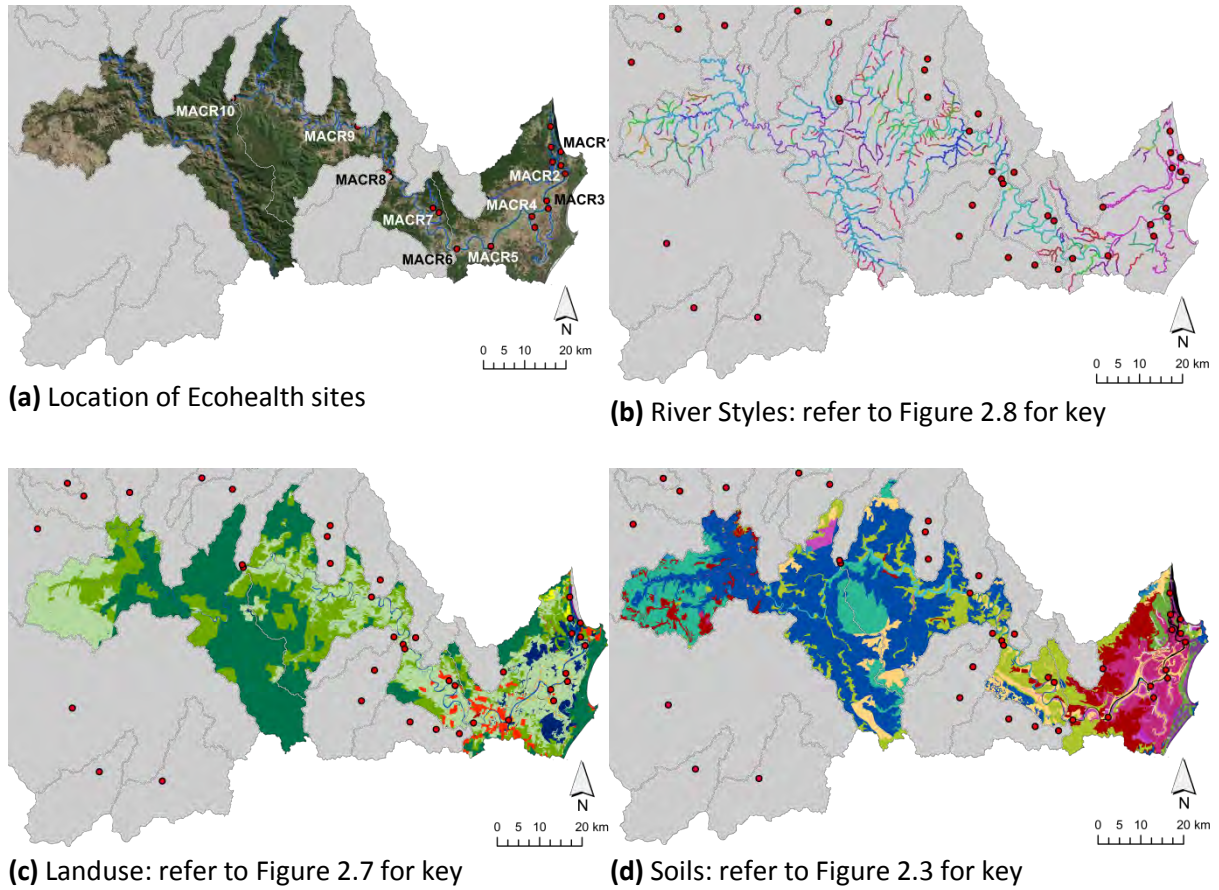 MACR10
MACR9
MACR8
MACR7
MACR6
MACR5
MACR4
MACR3
MACR2
MACR1
N
0 5 10 20 km
(a) Location of Ecohealth sites
N
0 5 10 20 km
(b) River Styles: refer to Figure 2.8 for key
N
0 5 10 20 km
(c) Landuse: refer to Figure 2.7 for key
N
0 5 10 20 km
(d) Soils: refer to Figure 2.3 for key